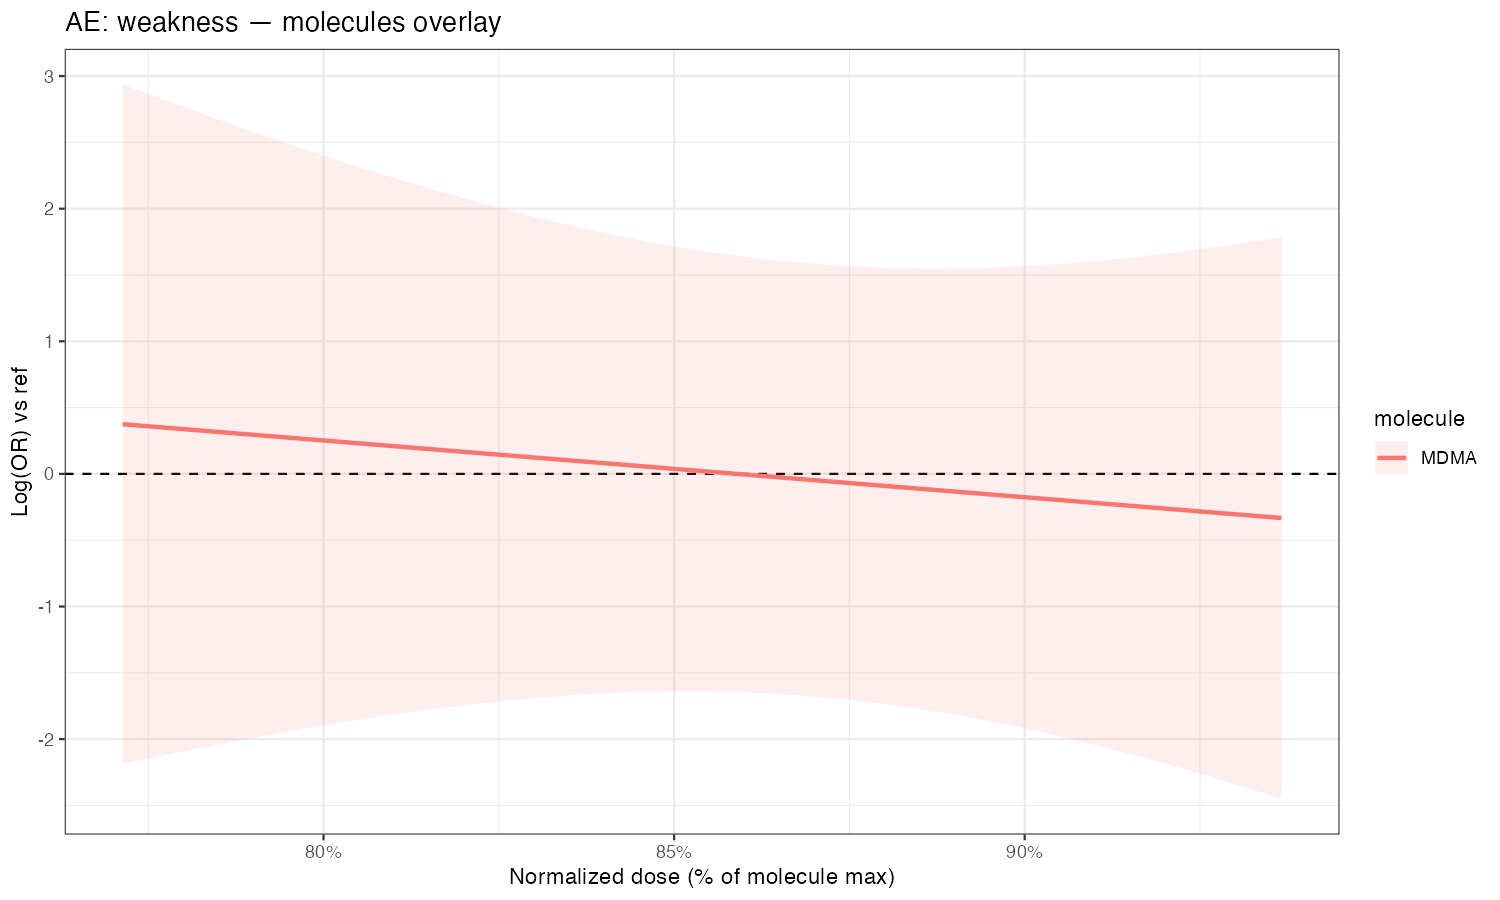 AE: weakness — molecules overlay
3
2
1
0
-1
-2
Log(OR) vs ref
80%
85%
90%
Normalized dose (% of molecule max)
molecule
MDMA